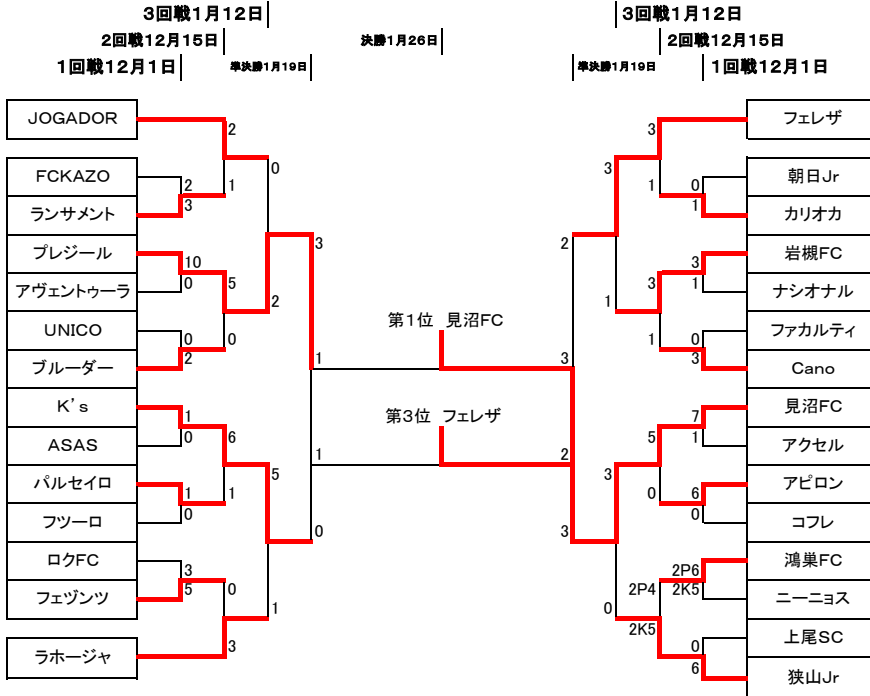 3回戦1月12日
3回戦1月12日
2回戦12月15日
決勝1月26日
2回戦12月15日
1回戦12月1日
準決勝1月19日
準決勝1月19日
1回戦12月1日
JOGADOR
2
3
フェレザ
0
3
FCKAZO
2
1
1
0
朝日Jr
ランサメント
3
1
カリオカ
3
2
プレジール
10
3
岩槻FC
アヴェントゥーラ
0
5
3
1
ナシオナル
2
1
第1位 見沼FC
UNICO
0
0
1
0
ファカルティ
ブルーダー
2
1
3
3
Cano
K's
1
第3位 フェレザ
7
見沼FC
ASAS
0
6
5
1
アクセル
1
2
パルセイロ
1
1
5
3
0
6
アピロン
フツーロ
0
0
コフレ
0
3
ロクFC
3
2P6
鴻巣FC
フェヴンツ
5
0
2P4
2K5
ニーニョス
1
0
2K5
上尾SC
0
ラホージャ
3
6
狭山Jr